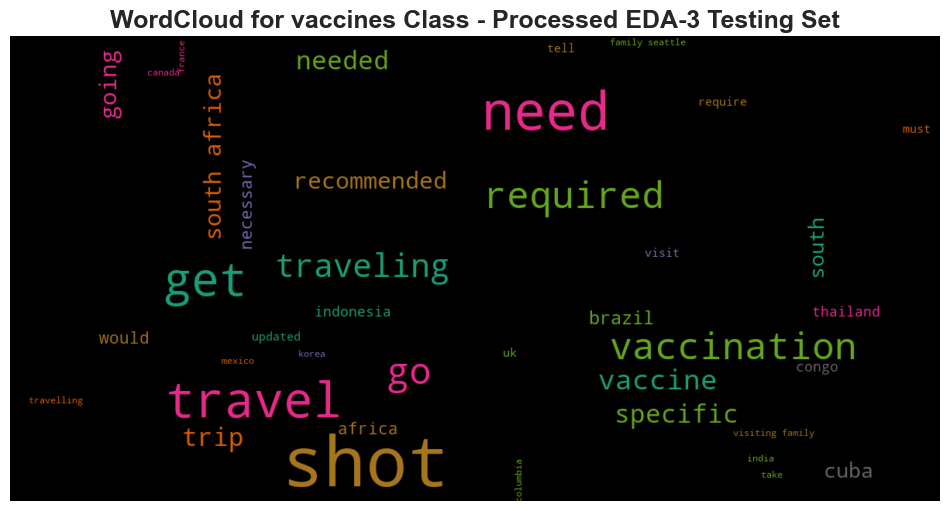 WordCloud for vaccines Class - Processed EDA-3 Testing Set
family seattle
tell
france
needed
canada
going
need
require
south africa
must
necessary
recommended
required
south
visit
traveling
get
indonesia
thailand
brazil
would
updated
vaccination
korea
uk
mexico
congo
go
vaccine
travelling
travel
specific
africa
trip
visiting family
shot
india
cuba
take
columbia